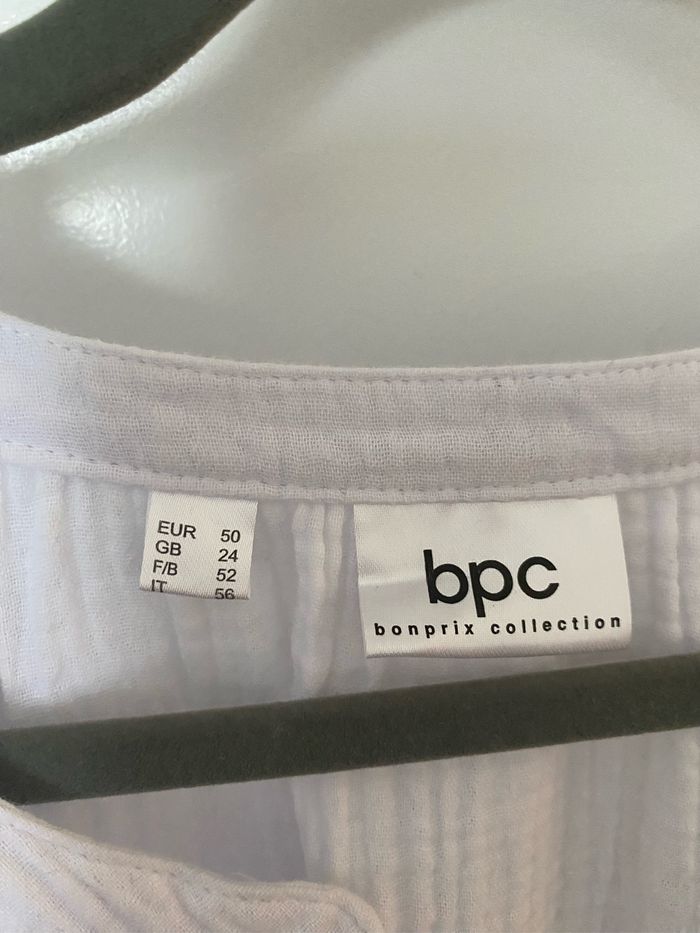 EUR 50
GB 24
F/B 52
IT 56
bpc
bonprix collection